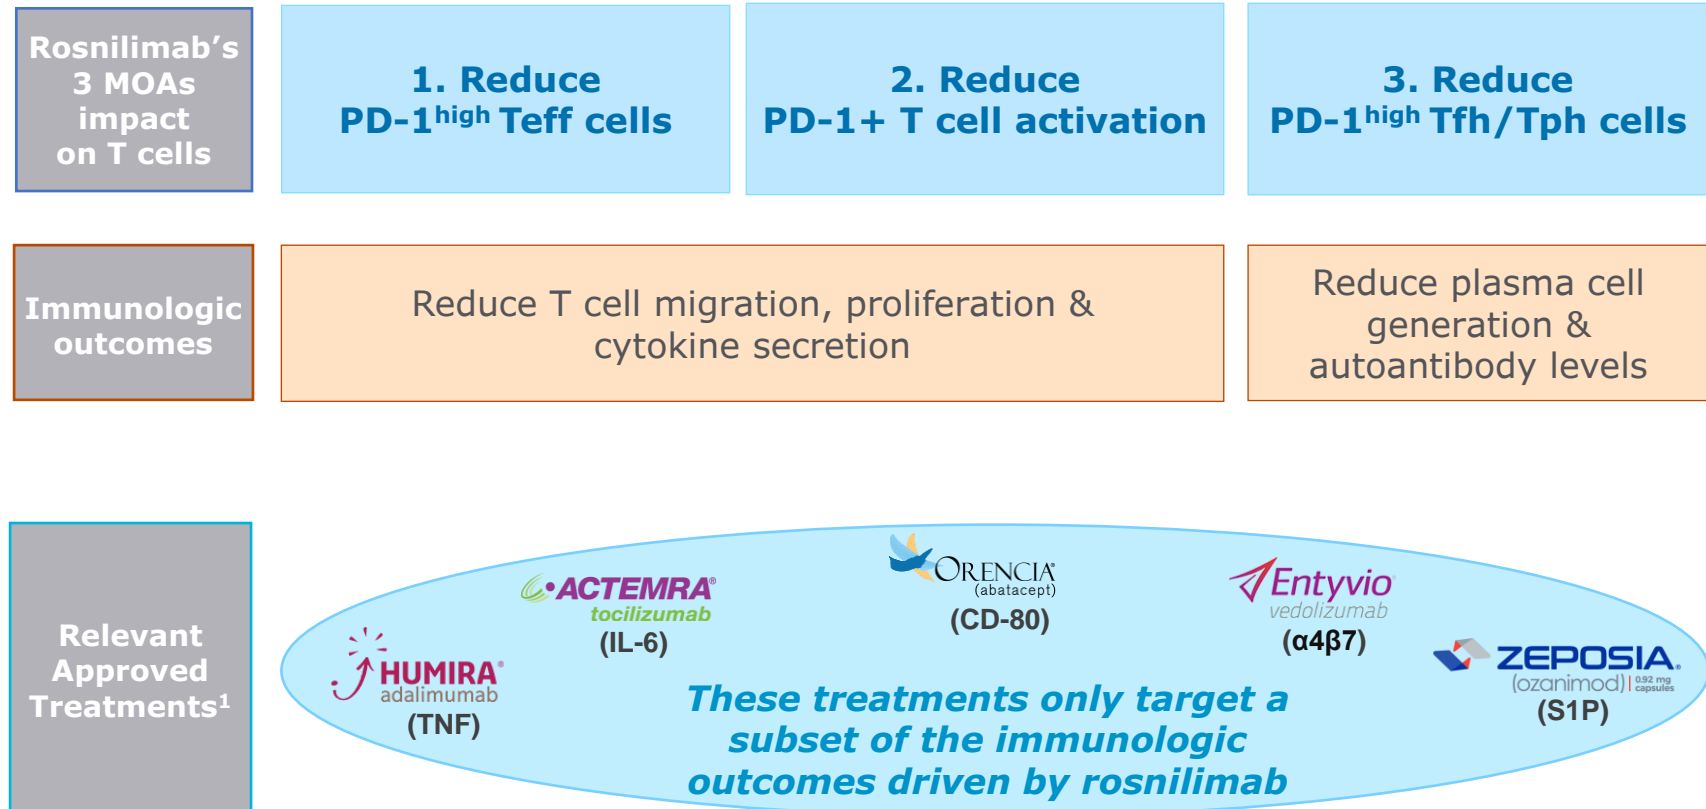 Rosnilimab’s
3 MOAs
impact
on T cells
1. Reduce
PD-1high Teff cells
2. Reduce
PD-1+ T cell activation
3. Reduce
PD-1high Tfh/Tph cells
Immunologic
outcomes
Reduce T cell migration, proliferation &
cytokine secretion
Reduce plasma cell
generation &
autoantibody levels
Relevant
Approved
Treatments1
HUMIRA®
adalimumab
(TNF)
ACTEMRA®
tocilizumab
(IL-6)
ORENCIA®
(abatacept)
(CD-80)
Entyvio
vedolizumab
(α4β7)
ZEPOSIA®
(ozanimod) | 0.92 mg
capsules
(S1P)
These treatments only target a
subset of the immunologic
outcomes driven by rosnilimab